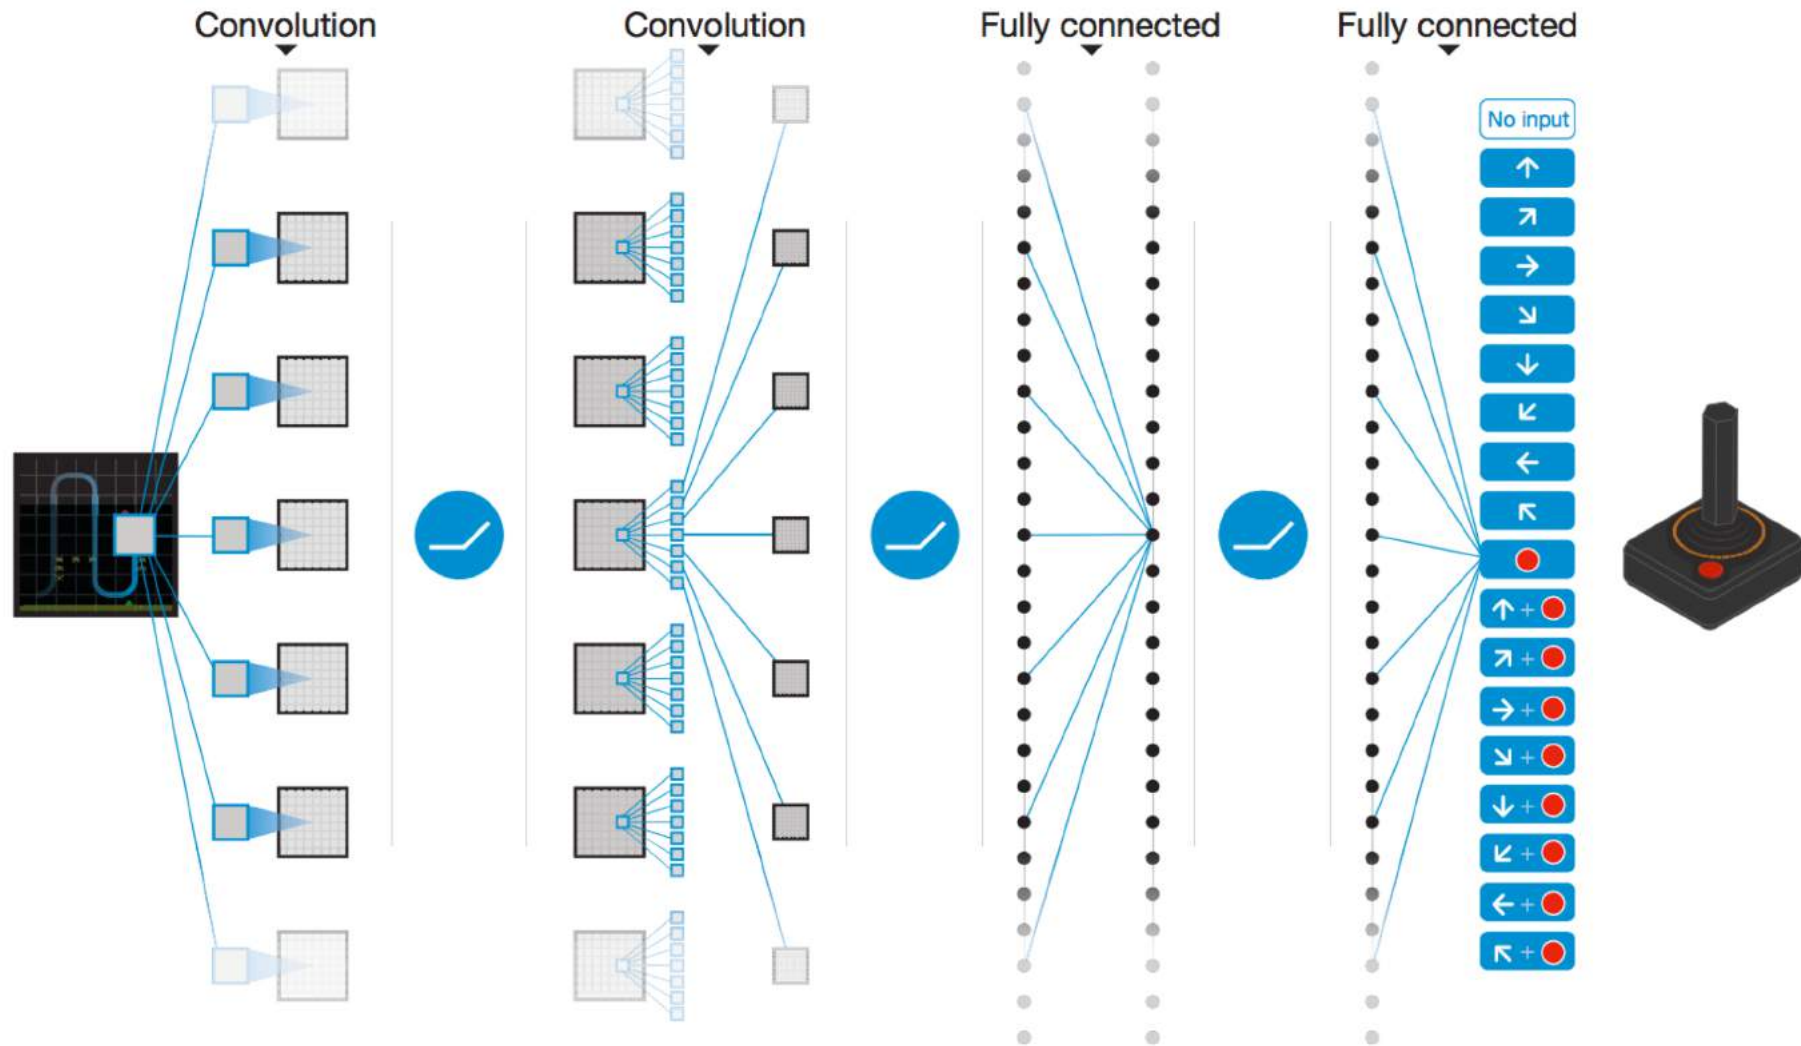 Convolution
Convolution
Fully connected
Fully connected
No input